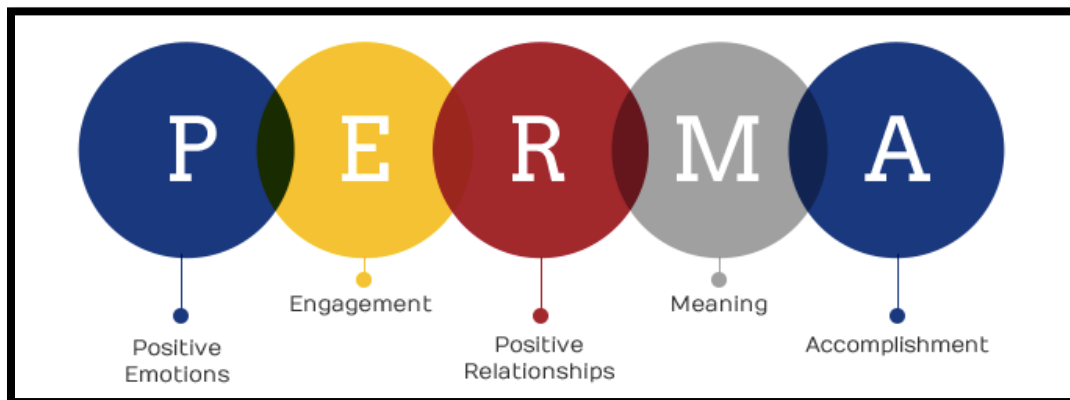 P E R M A
Engagement
Meaning
Positive
Emotions
Positive
Relationships
Accomplishment